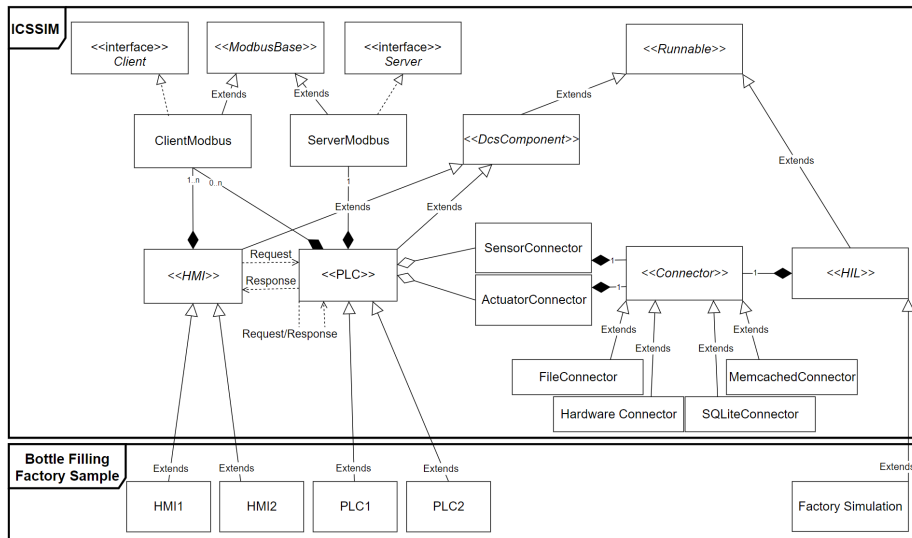 ICSSIM
<<interface>>
Client
<<ModbusBase>>
<<interface>>
Server
<<Runnable>>
Extends
Extends
Extends
ClientModbus
ServerModbus
<<DcsComponent>>
Extends
1..n
0..n
1
Extends
Extends
<<HMI>>
Request
Response
<<PLC>>
Request/Response
SensorConnector
ActuatorConnector
1
1
<<Connector>>
1
<<HIL>>
Extends
Extends
Extends
Extends
FileConnector
MemcachedConnector
Hardware Connector
SQLiteConnector
Bottle Filling
Factory Sample
Extends
Extends
Extends
Extends
Extends
HMI1
HMI2
PLC1
PLC2
Factory Simulation